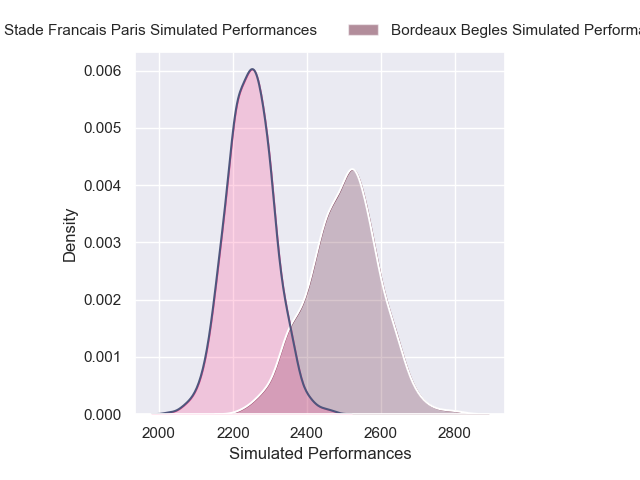 Stade Francais Paris Simulated Performances
Bordeaux Begles Simulated
0.006
0.005
0.004
0.003
0.002
0.001
0.000
Density
2000 2200 2400 2600 2800
Simulated Performances